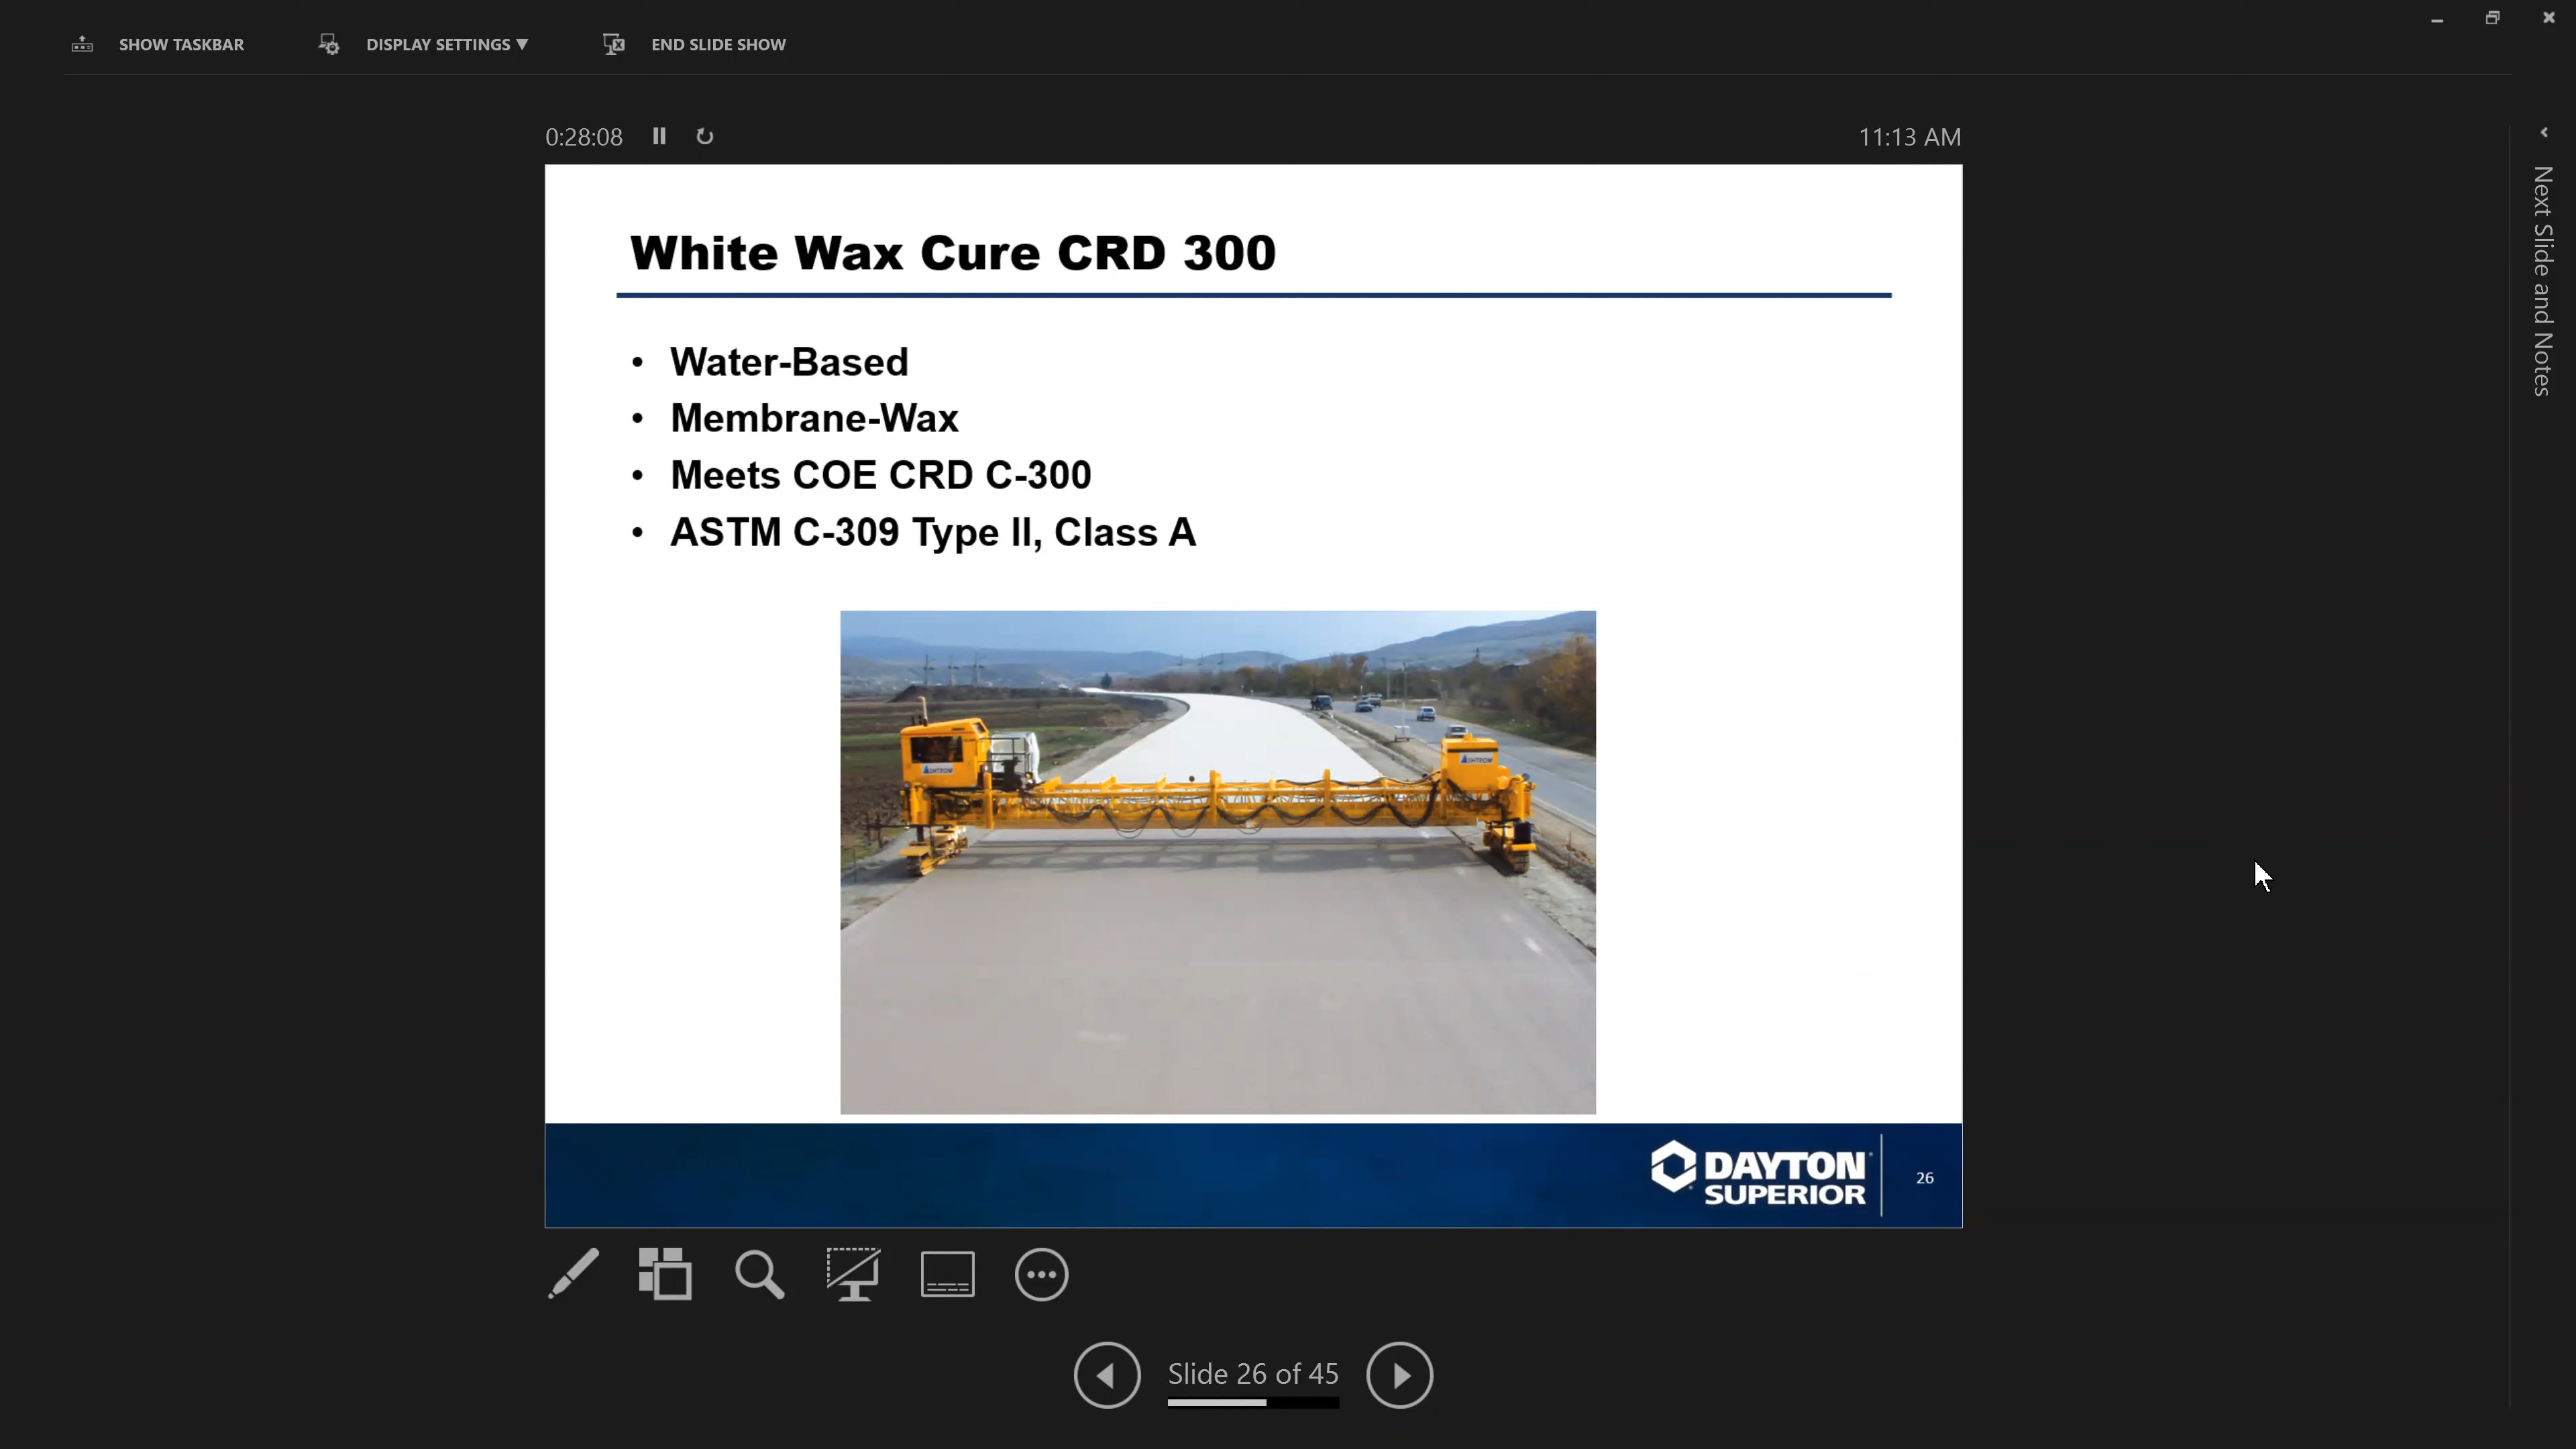 SHOW TASKBAR
DISPLAY SETTINGS ▼
END SLIDE SHOW
0:28:08
11:13 AM
Next Slide and Notes
White Wax Cure CRD 300
• Water-Based
• Membrane-Wax
• Meets COE CRD C-300
• ASTM C-309 Type II, Class A
ASHTROM
ASHTROM
DAYTON
SUPERIOR
26
Slide 26 of 45